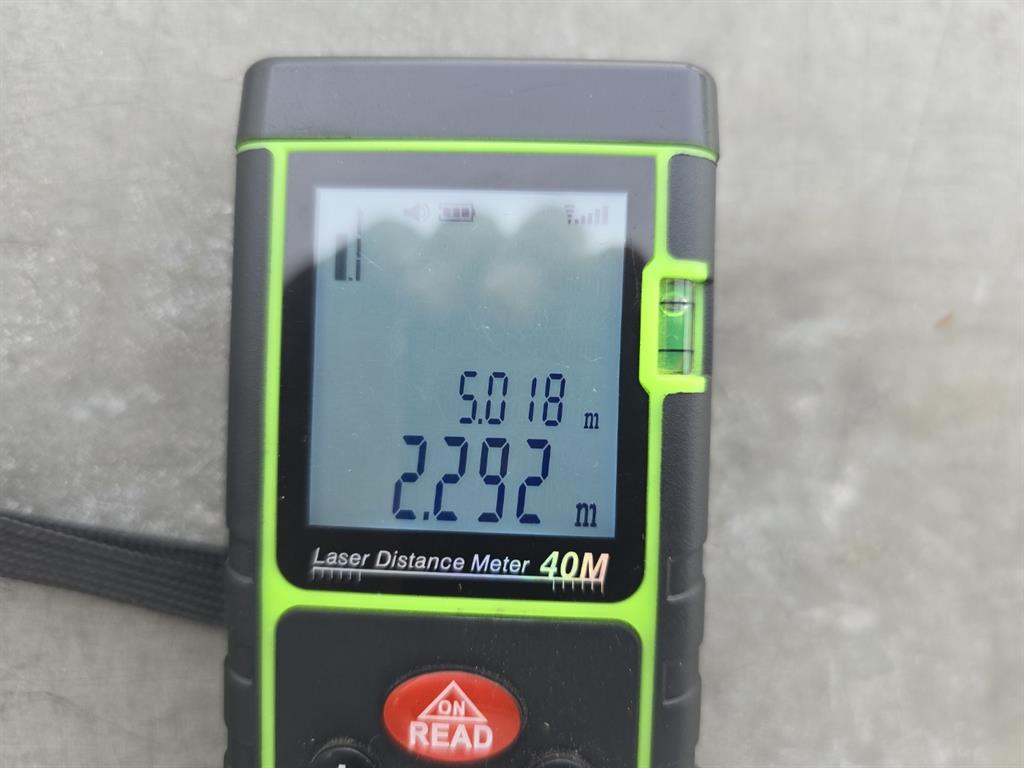 5.018 m
2.292 m
Laser Distance Meter 40M
ON
READ